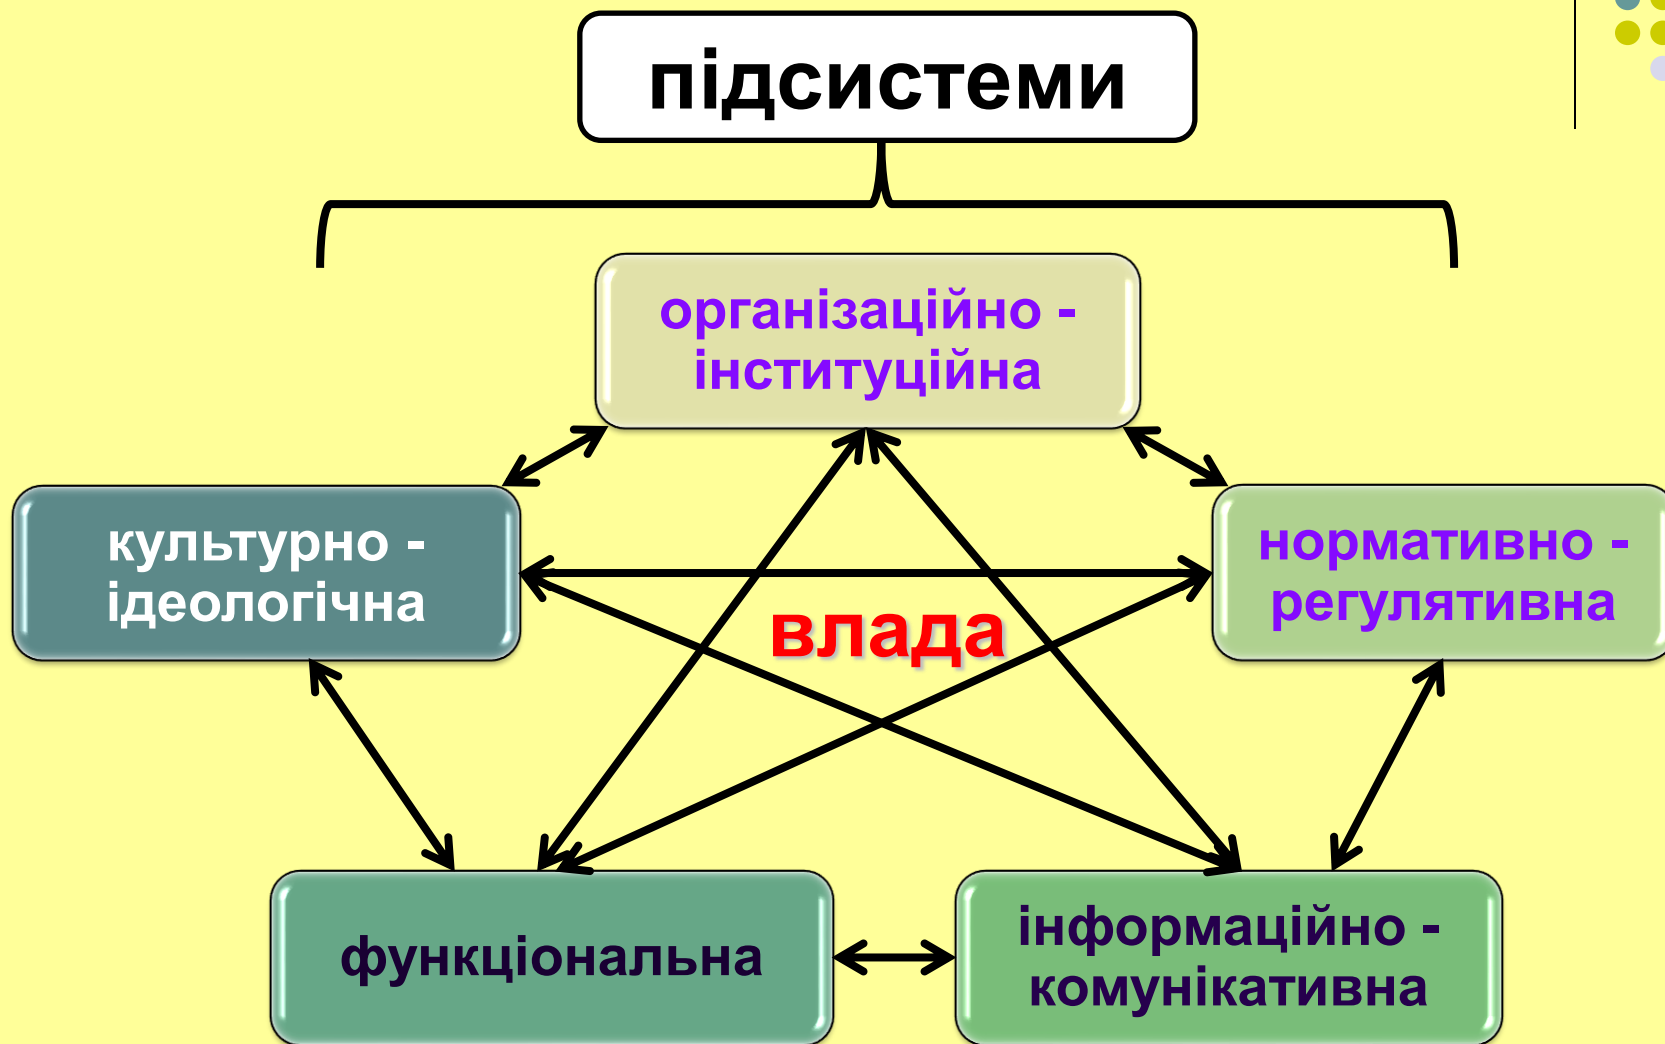 підсистеми
організаційно -
інституційна
культурно -
ідеологічна
нормативно -
регулятивна
влада
функціональна
інформаційно -
комунікативна